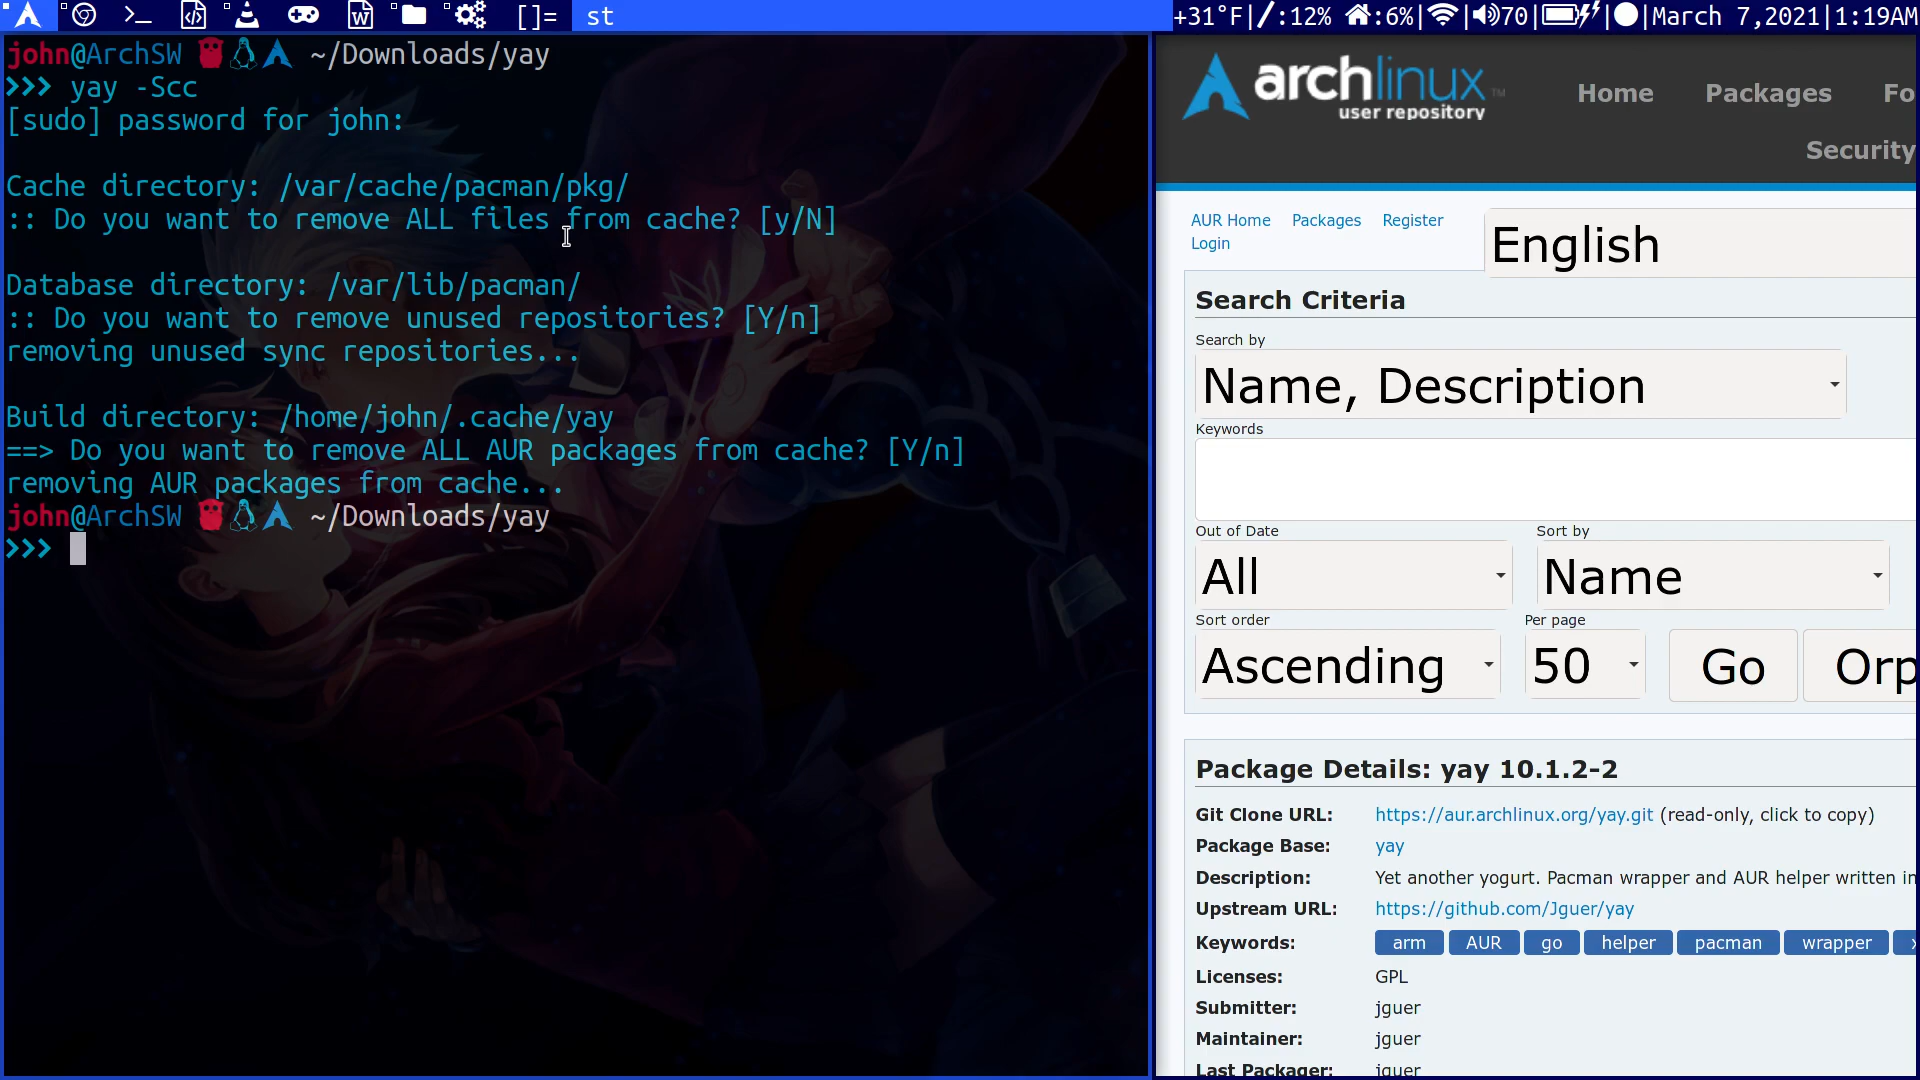 []= st +31°F|/:12% :6%| | 70| | |March 7,2021|1:19AM
john@ArchSW ~/Downloads/yay
>>> yay -Scc
[sudo] password for john:
Cache directory: /var/cache/pacman/pkg/
:: Do you want to remove ALL files from cache? [y/N]
Database directory: /var/lib/pacman/
:: Do you want to remove unused repositories? [Y/n]
removing unused sync repositories...
Build directory: /home/john/.cache/yay
==> Do you want to remove ALL AUR packages from cache? [Y/n]
removing AUR packages from cache...
john@ArchSW ~/Downloads/yay
>>>
archlinux™
user repository
Home Packages Fo
Security
AUR Home Packages Register
Login
English
Search Criteria
Search by
Name, Description
Keywords
Out of Date Sort by
All Name
Sort order Per page
Ascending 50 Go Orp
Package Details: yay 10.1.2-2
Git Clone URL: https://aur.archlinux.org/yay.git (read-only, click to copy)
Package Base: yay
Description: Yet another yogurt. Pacman wrapper and AUR helper written in
Upstream URL: https://github.com/Jguer/yay
Keywords: arm AUR go helper pacman wrapper x
Licenses: GPL
Submitter: jguer
Maintainer: jguer
Last Packager: jguer